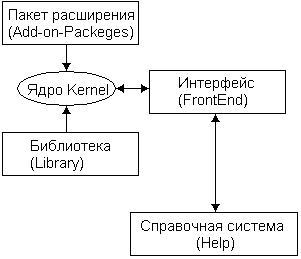 Пакет расширения
(Add-on-Packeges)
Ядро Kernel
Интерфейс
(FrontEnd)
Библиотека
(Library)
Справочная система
(Help)